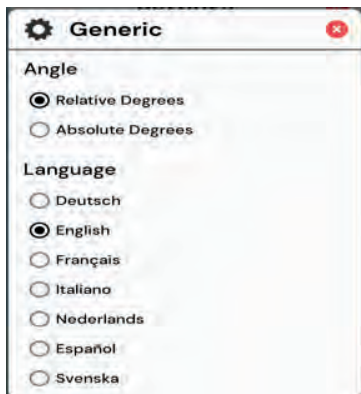 Generic
Angle
Relative Degrees
Absolute Degrees
Language
Deutsch
English
Français
Italiano
Nederlands
Español
Svenska